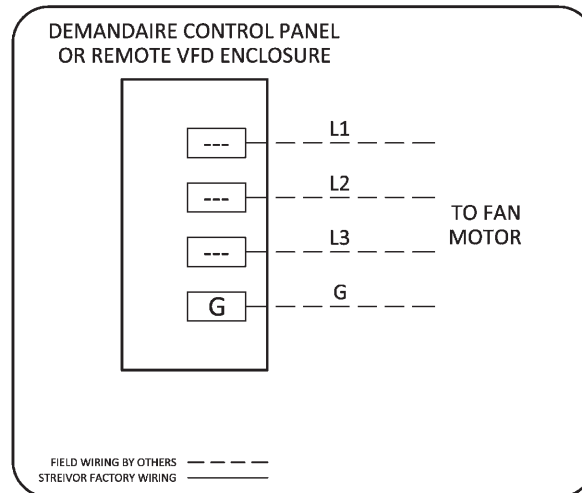 DEMANDAIRE CONTROL PANEL
OR REMOTE VFD ENCLOSURE
--- L1
--- L2
--- L3
G G
TO FAN
MOTOR
FIELD WIRING BY OTHERS
STREIVOR FACTORY WIRING